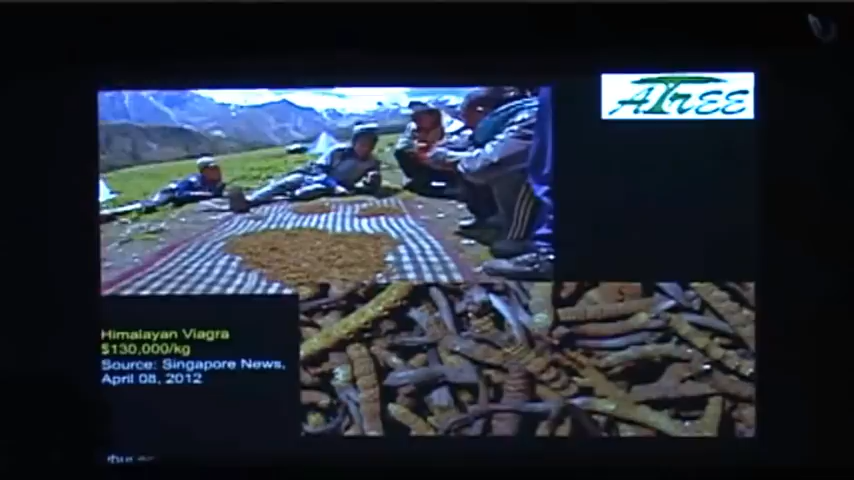 ATREE
Himalayan Viagra
$130,000/kg
Source: Singapore News,
April 08, 2012